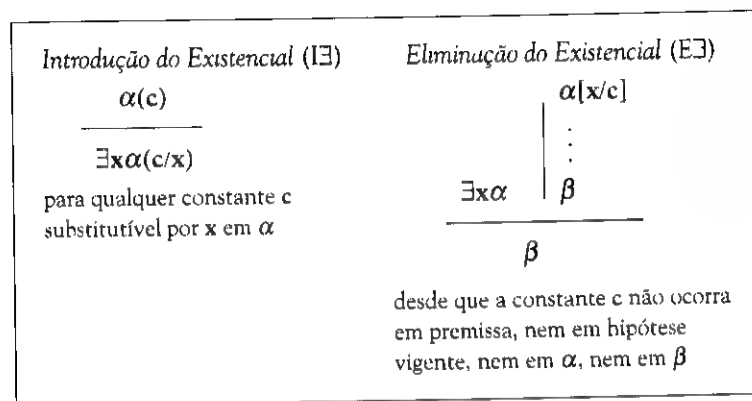 Introdução do Existencial (I∃)
α(c)
∃xα(c/x)
para qualquer constante c
substitutível por x em α
Eliminação do Existencial (E∃)
α[x/c]
⋮
∃xα β
β
desde que a constante c não ocorra
em premissa, nem em hipótese
vigente, nem em α, nem em β